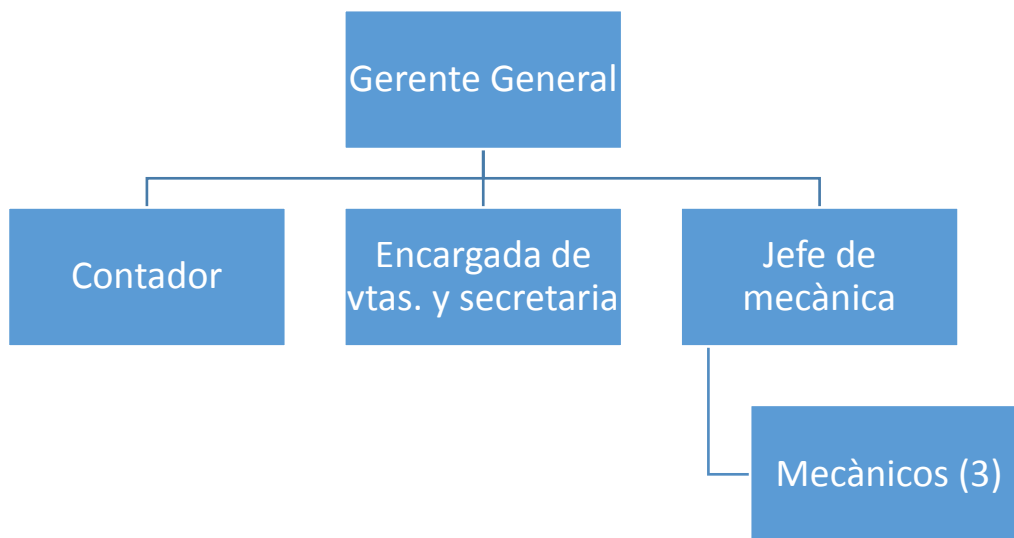 Gerente General
Contador
Encargada de
vtas. y secretaria
Jefe de
mecànica
Mecànicos (3)